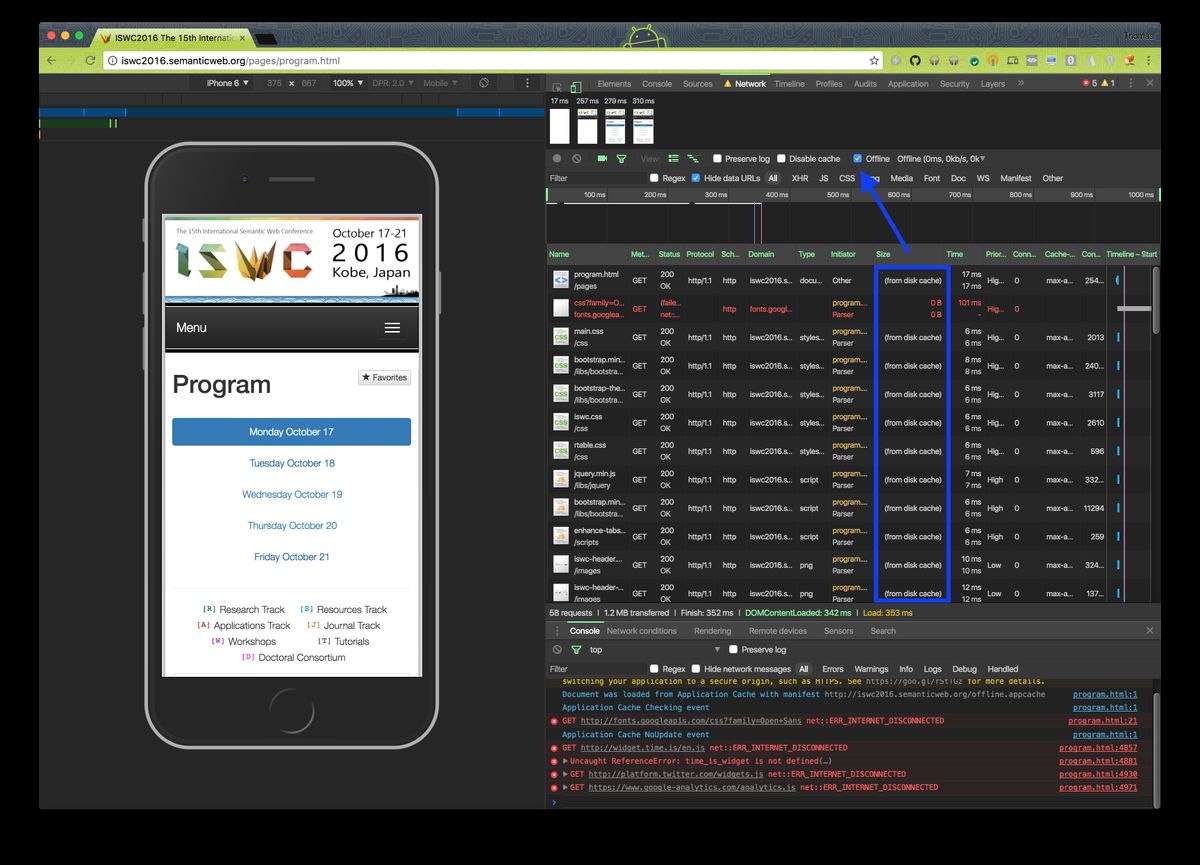 ISWC2016 The 15th Internatio
Thomas
iswc2016.semanticweb.org/pages/program.html
iPhone 6 ▼ 375 × 667 100% ▼ DPR: 2.0 ▼ Mobile ▼
Elements Console Sources Network Timeline Profiles Audits Application Security Layers » 5 1
17 ms 257 ms 279 ms 310 ms
View: Preserve log Disable cache Offline Offline (0ms, 0kb/s, 0k▼
Filter Regex Hide data URLs All XHR JS CSS Media Font Doc WS Manifest Other
100 ms 200 ms 300 ms 400 ms 500 ms 600 ms 700 ms 800 ms 900 ms 1000 ms
Name Met... Status Protocol Sch... Domain Type Initiator Size Time Prior... Conn... Cache-... Con... Timeline – Start
program.html 200 17 ms
GET http/1.1 http iswc2016.s... docu... Other (from disk cache) Hig... 0 max-a... 254...
/pages OK 17 ms
css?family=O... (faile... program.... 0 B 101 ms
GET http fonts.googl... Hig... 0
fonts.googlea... net::... Parser 0 B -
main.css 200 program.... 6 ms
GET http/1.1 http iswc2016.s... styles... (from disk cache) Hig... 0 max-a... 2013
/css OK Parser 6 ms
bootstrap.min... 200 program.... 8 ms
GET http/1.1 http iswc2016.s... styles... (from disk cache) Hig... 0 max-a... 240...
/libs/bootstra... OK Parser 6 ms
bootstrap-the... 200 program.... 6 ms
GET http/1.1 http iswc2016.s... styles... (from disk cache) Hig... 0 max-a... 3117
/libs/bootstra... OK Parser 6 ms
iswc.css 200 program.... 6 ms
GET http/1.1 http iswc2016.s... styles... (from disk cache) Hig... 0 max-a... 2610
/css OK Parser 6 ms
rtable.css 200 program.... 6 ms
GET http/1.1 http iswc2016.s... styles... (from disk cache) Hig... 0 max-a... 596
/css OK Parser 6 ms
jquery.min.js 200 program.... 7 ms
GET http/1.1 http iswc2016.s... script (from disk cache) High 0 max-a... 332...
/libs/jquery OK Parser 7 ms
bootstrap.min... 200 program.... 6 ms
GET http/1.1 http iswc2016.s... script (from disk cache) High 0 max-a... 11294
/libs/bootstra... OK Parser 6 ms
enhance-tabs... 200 program.... 6 ms
GET http/1.1 http iswc2016.s... script (from disk cache) High 0 max-a... 259
/scripts OK Parser 6 ms
iswc-header.... 200 program.... 10 ms
GET http/1.1 http iswc2016.s... png (from disk cache) Low 0 max-a... 324...
/images OK Parser 10 ms
iswc-header-... 200 program.... 12 ms
GET http/1.1 http iswc2016.s... png (from disk cache) Low 0 max-a... 137...
/images OK Parser 12 ms
58 requests | 1.2 MB transferred | Finish: 352 ms | DOMContentLoaded: 342 ms | Load: 353 ms
The 15th International Semantic Web Conference
ISWC
October 17-21
2016
Kobe, Japan
Menu
Program
★ Favorites
Monday October 17
Tuesday October 18
Wednesday October 19
Thursday October 20
Friday October 21
[R] Research Track [S] Resources Track
[A] Applications Track [J] Journal Track
[W] Workshops [T] Tutorials
[D] Doctoral Consortium
Console Network conditions Rendering Remote devices Sensors Search
top ▼ Preserve log
Filter Regex Hide network messages All Errors Warnings Info Logs Debug Handled
switching your application to a secure origin, such as HTTPS. See https://goo.gl/rStTGz for more details.
Document was loaded from Application Cache with manifest http://iswc2016.semanticweb.org/offline.appcache program.html:1
Application Cache Checking event program.html:1
GET http://fonts.googleapis.com/css?family=Open+Sans net::ERR_INTERNET_DISCONNECTED program.html:21
Application Cache NoUpdate event program.html:1
GET http://widget.time.is/en.js net::ERR_INTERNET_DISCONNECTED program.html:4857
Uncaught ReferenceError: time_is_widget is not defined(…) program.html:4881
GET http://platform.twitter.com/widgets.js net::ERR_INTERNET_DISCONNECTED program.html:4930
GET https://www.google-analytics.com/analytics.js net::ERR_INTERNET_DISCONNECTED program.html:4971